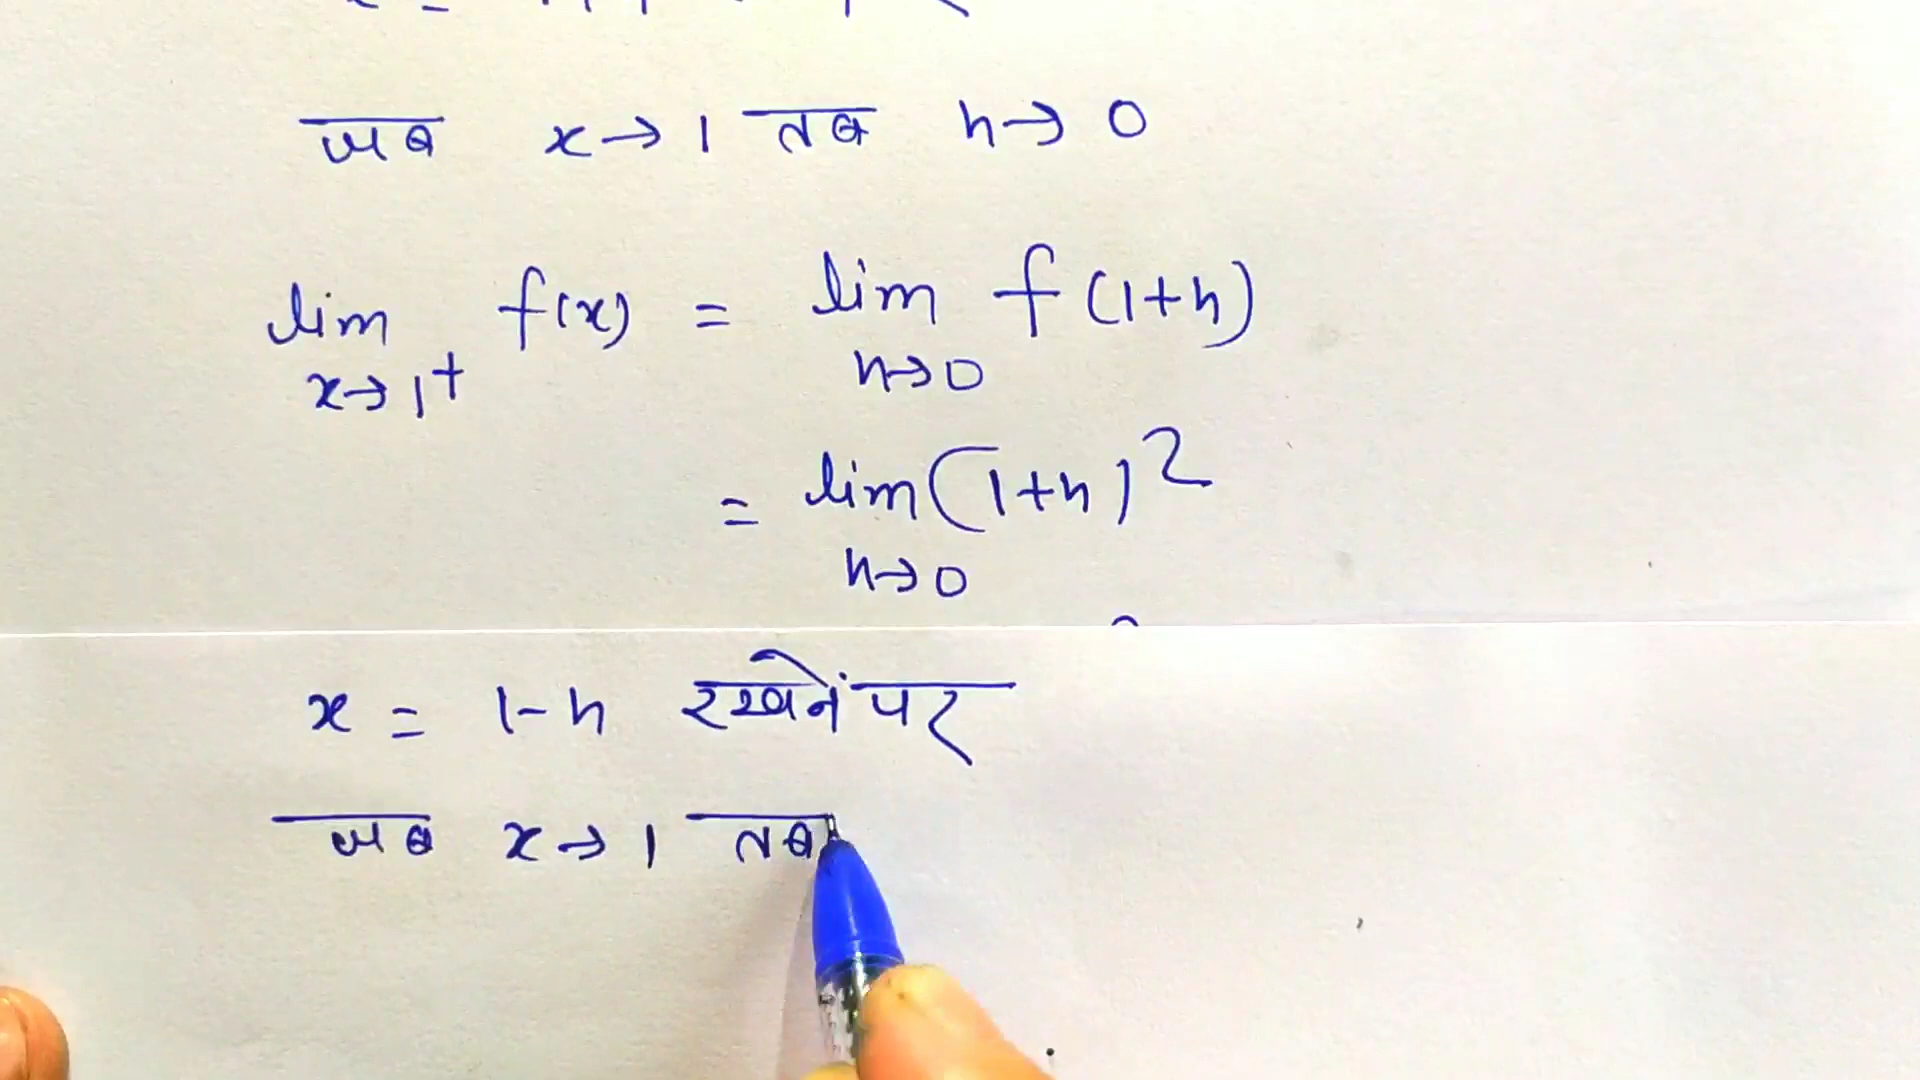 जब x → 1 तब h → 0
lim f(x) = lim f(1+h)
x→1+ h→0
= lim (1+h)2
h→0
x = 1-h रखनें पर
जब x → 1 तब